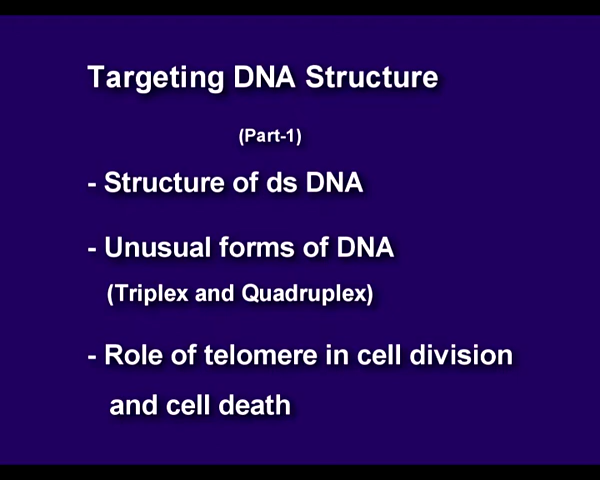 Targeting DNA Structure
(Part-1)
- Structure of ds DNA
- Unusual forms of DNA
(Triplex and Quadruplex)
- Role of telomere in cell division
and cell death